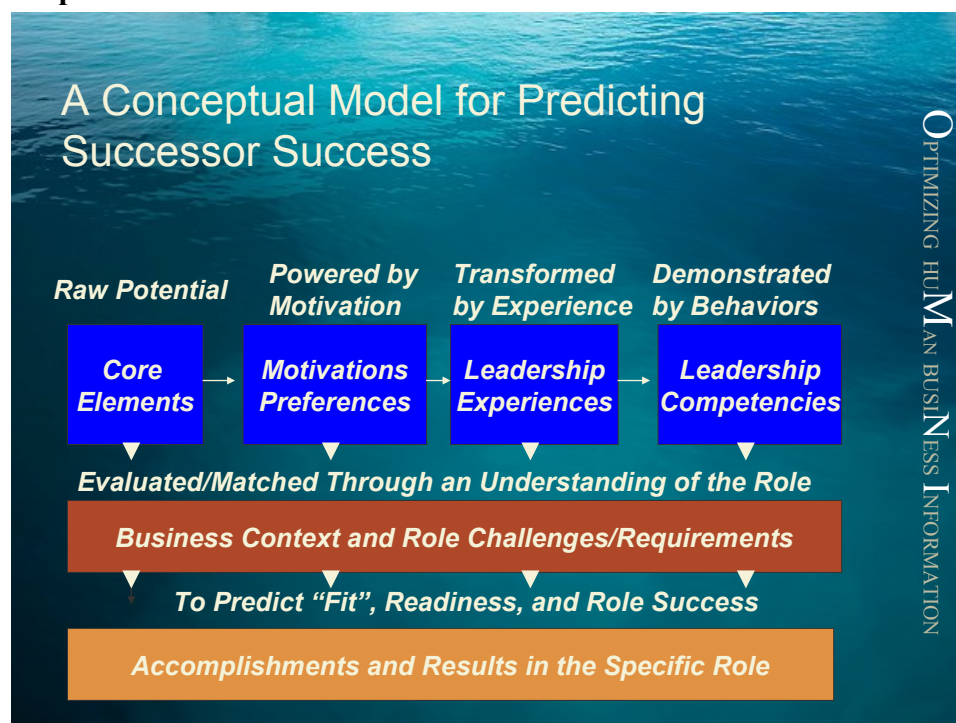 A Conceptual Model for Predicting
Successor Success
Raw Potential
Powered by
Motivation
Transformed
by Experience
Demonstrated
by Behaviors
Core
Elements
Motivations
Preferences
Leadership
Experiences
Leadership
Competencies
Evaluated/Matched Through an Understanding of the Role
Business Context and Role Challenges/Requirements
To Predict “Fit”, Readiness, and Role Success
Accomplishments and Results in the Specific Role
OPTIMIZING HUMAN BUSINESS INFORMATION